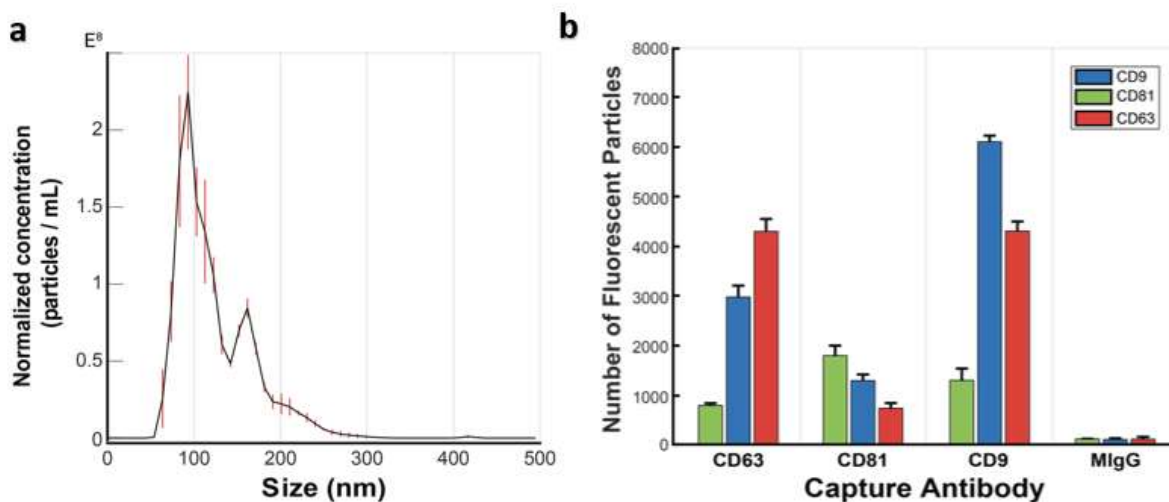 a
E⁸
Normalized concentration
(particles / mL)
2
1.5
1
0.5
0
0 100 200 300 400 500
Size (nm)
b
Number of Fluorescent Particles
8000
7000
6000
5000
4000
3000
2000
1000
0
CD9
CD81
CD63
CD63 CD81 CD9 MIgG
Capture Antibody